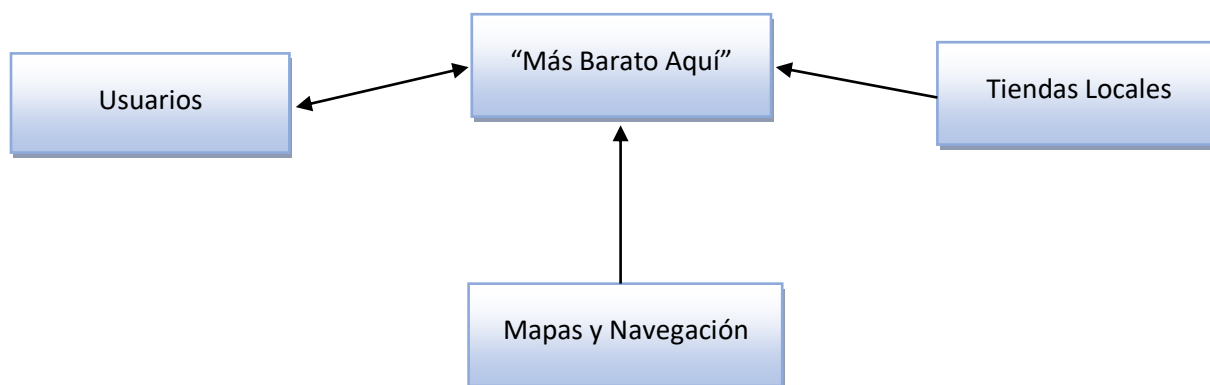 “Más Barato Aquí”
Usuarios
Tiendas Locales
Mapas y Navegación